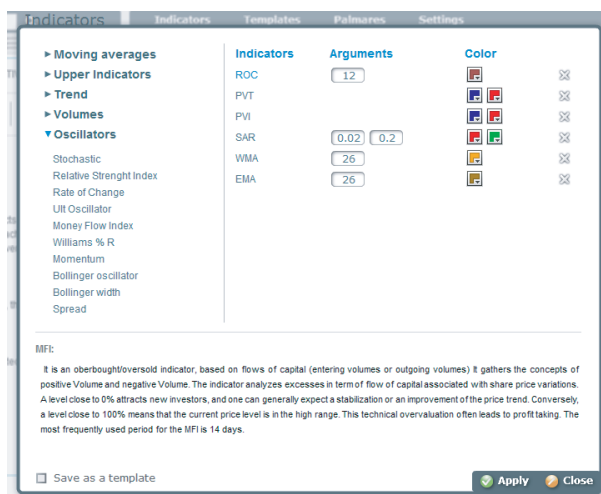 Indicators
Indicators Templates Palmares Settings
Moving averages
Upper Indicators
Trend
Volumes
Oscillators
Stochastic
Relative Strenght Index
Rate of Change
Ult Oscillator
Money Flow Index
Williams % R
Momentum
Bollinger oscillator
Bollinger width
Spread
Indicators Arguments Color
ROC 12
PVT
PVI
SAR 0.02 0.2
WMA 26
EMA 26
MFI:
It is an oberbought/oversold indicator, based on flows of capital (entering volumes or outgoing volumes) It gathers the concepts of
positive Volume and negative Volume. The indicator analyzes excesses in term of flow of capital associated with share price variations.
A level close to 0% attracts new investors, and one can generally expect a stabilization or an improvement of the price trend. Conversely,
a level close to 100% means that the current price level is in the high range. This technical overvaluation often leads to profit taking. The
most frequently used period for the MFI is 14 days.
Save as a template
Apply Close